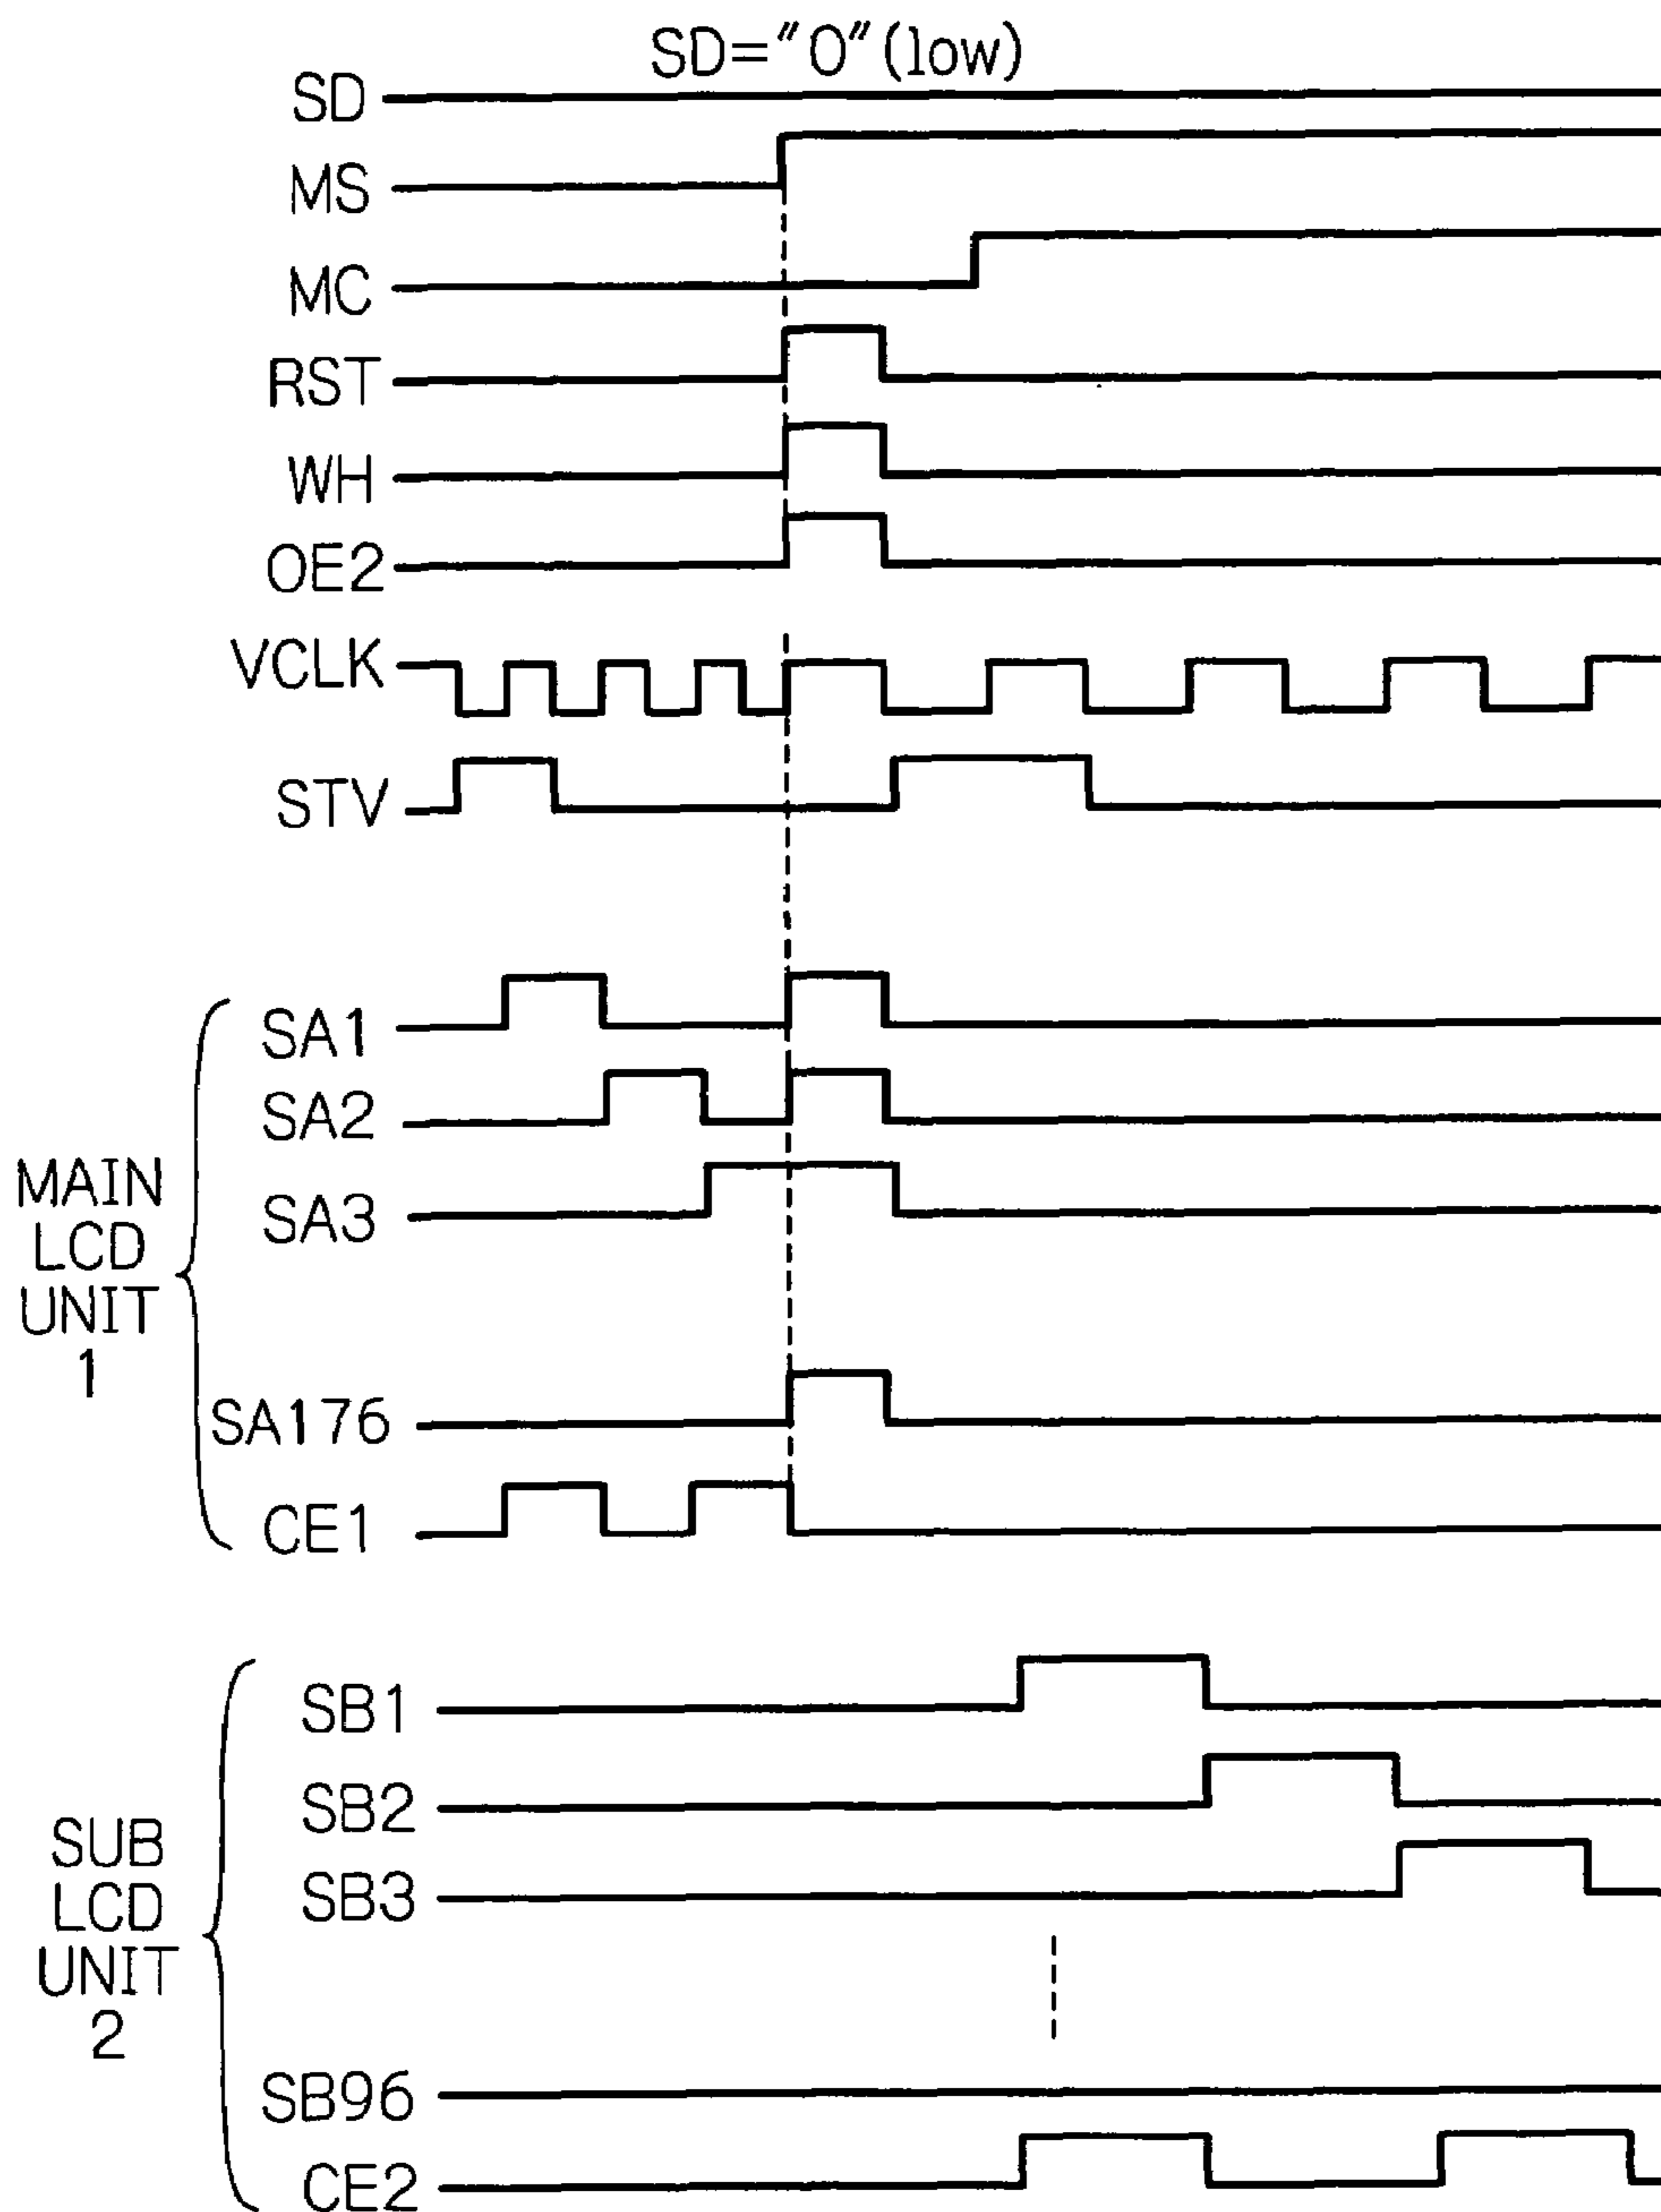 SD="0"(low)
SD
MS
MC
RST
WH
OE2
VCLK
STV
MAIN
LCD
UNIT
1
SA1
SA2
SA3
SA176
CE1
SUB
LCD
UNIT
2
SB1
SB2
SB3
SB96
CE2